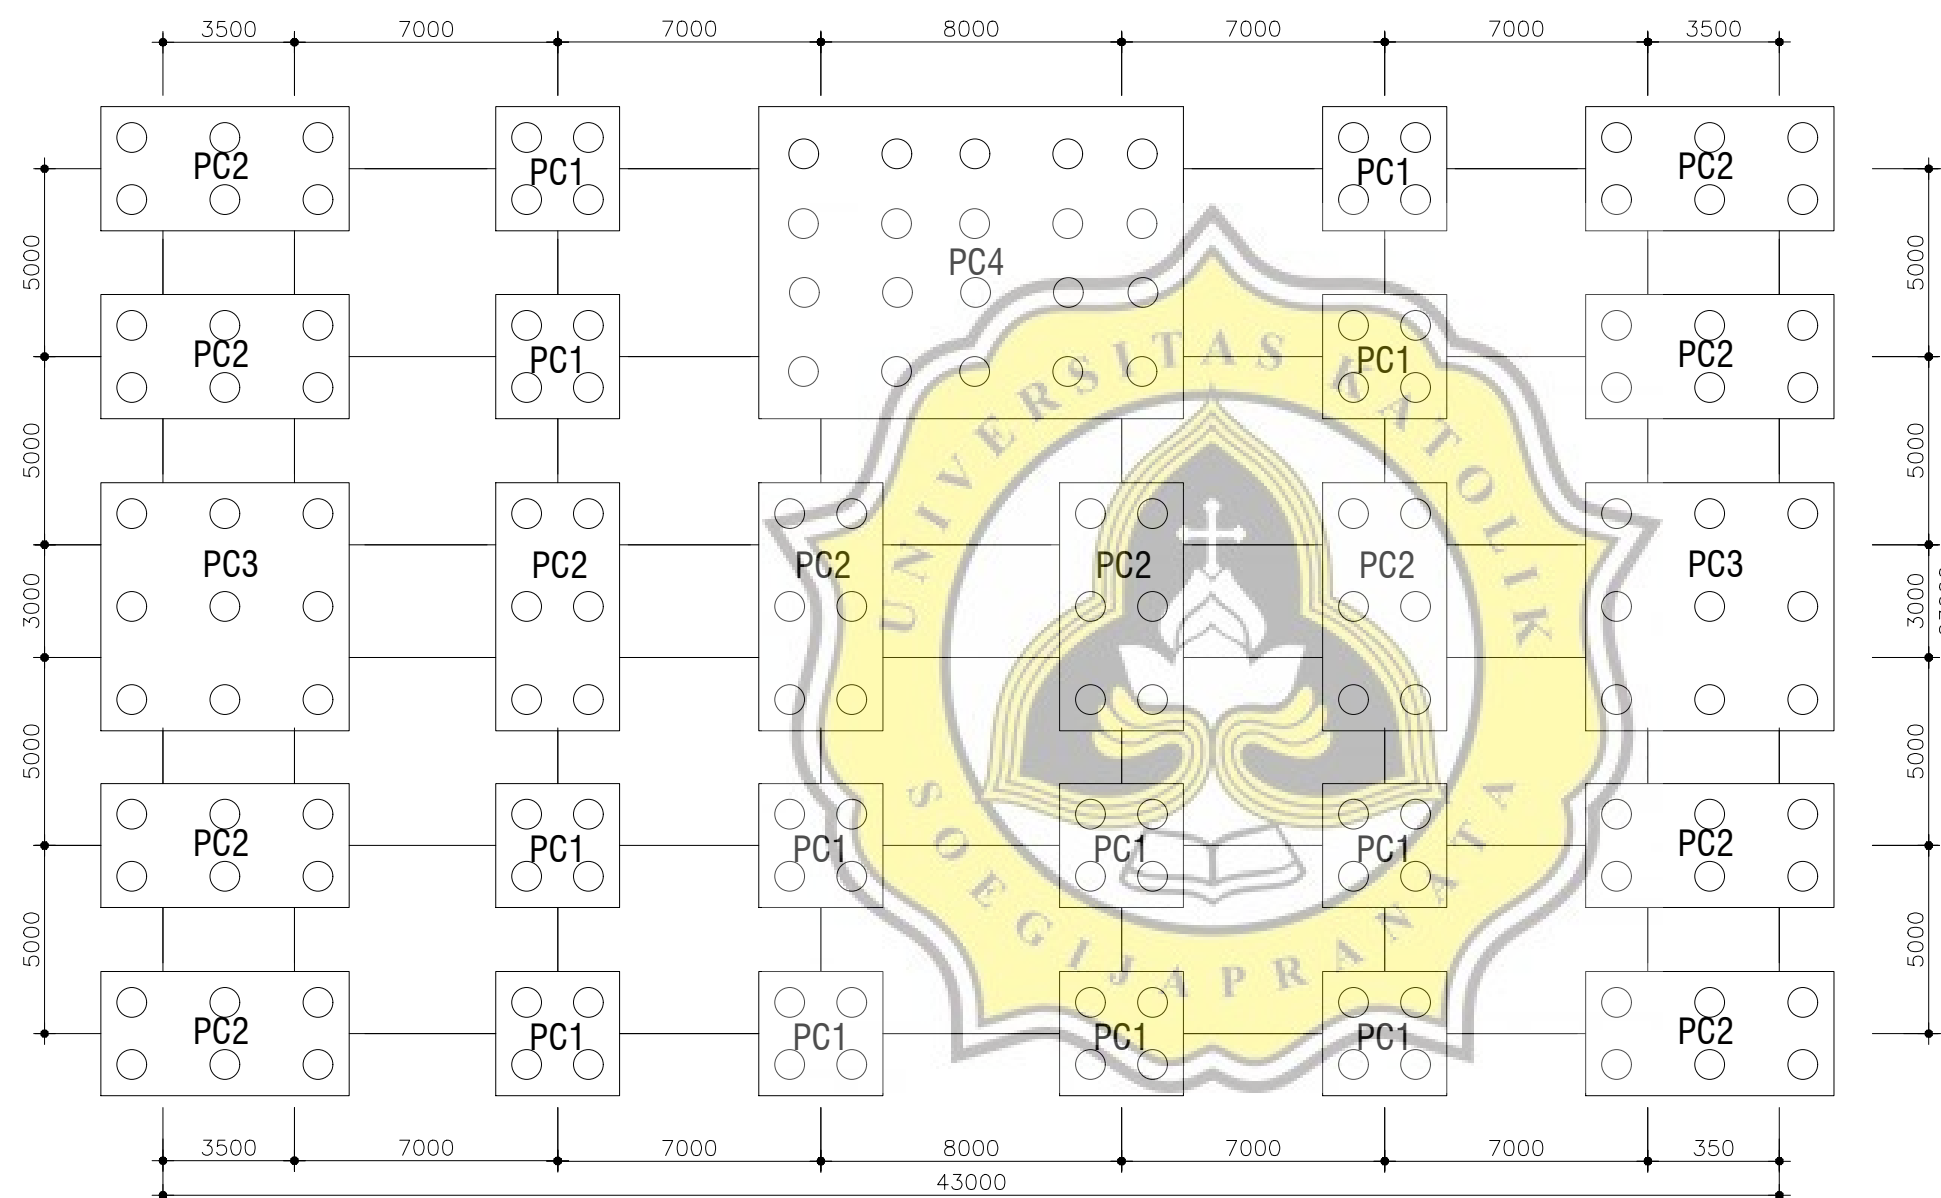 3500 7000 7000 8000 7000 7000 3500
PC2 PC1 PC1 PC2
5000 PC4 5000
PC2 PC1 PC1 PC2
UNIVERSITAS KATOLIK
5000 5000
PC3 PC2 PC2 PC2 PC2 PC3
3000 3000
5000 5000
PC2 PC1 PC1 PC1 PC1 PC2
SOEGIJAPRANATA
5000 5000
PC2 PC1 PC1 PC1 PC1 PC2
3500 7000 7000 8000 7000 7000 350
43000